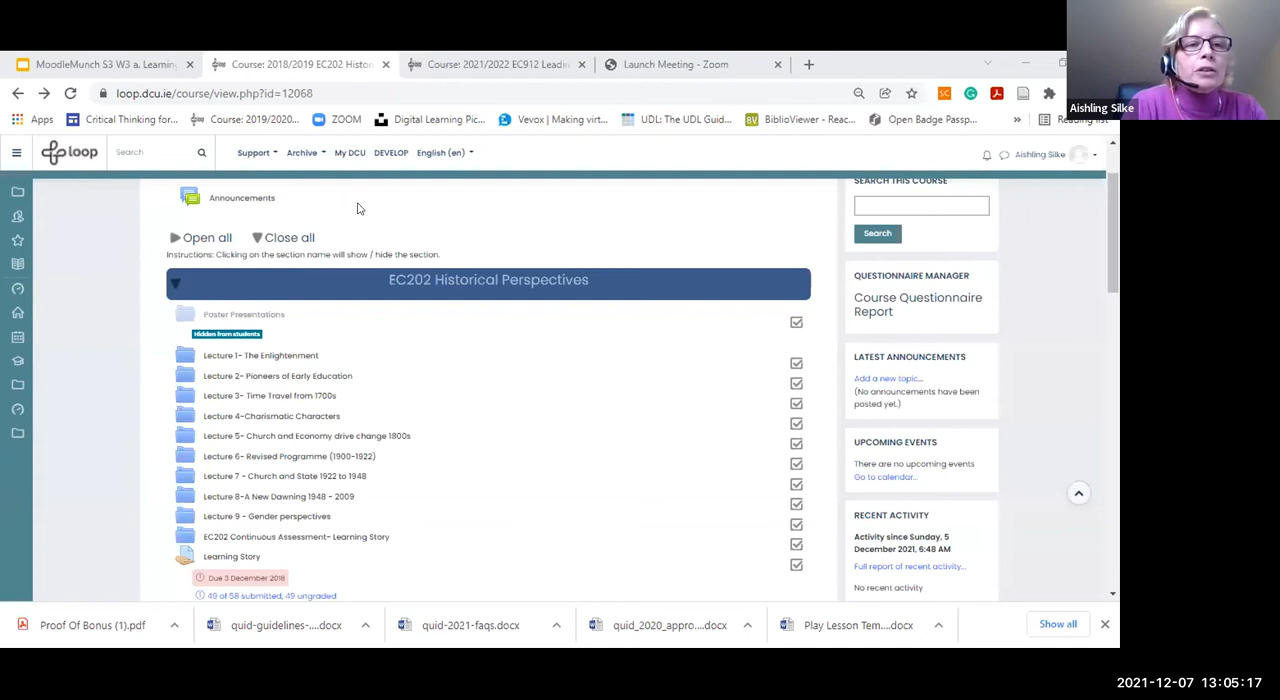 MoodleMunch S3 W3 a. Learning
Course: 2018/2019 EC202 Histor
Course: 2021/2022 EC912 Leadi
Launch Meeting - Zoom
loop.dcu.ie/course/view.php?id=12068
Aishling Silke
Apps
Critical Thinking for...
Course: 2019/2020...
ZOOM
Digital Learning Pic...
Vevox | Making virt...
UDL: The UDL Guid...
BiblioViewer - Reac...
Open Badge Passp...
»
Reading list
loop
Search
Support
Archive
My DCU
DEVELOP
English (en)
Aishling Silke
Announcements
Open all
Close all
Instructions: Clicking on the section name will show / hide the section.
EC202 Historical Perspectives
Poster Presentations
Hidden from students
Lecture 1- The Enlightenment
Lecture 2- Pioneers of Early Education
Lecture 3- Time Travel from 1700s
Lecture 4-Charismatic Characters
Lecture 5- Church and Economy drive change 1800s
Lecture 6- Revised Programme (1900-1922)
Lecture 7 - Church and State 1922 to 1948
Lecture 8-A New Dawning 1948 - 2009
Lecture 9 - Gender perspectives
EC202 Continuous Assessment- Learning Story
Learning Story
Due 3 December 2018
49 of 58 submitted, 49 ungraded
SEARCH THIS COURSE
Search
QUESTIONNAIRE MANAGER
Course Questionnaire
Report
LATEST ANNOUNCEMENTS
Add a new topic...
(No announcements have been
posted yet.)
UPCOMING EVENTS
There are no upcoming events
Go to calendar...
RECENT ACTIVITY
Activity since Sunday, 5
December 2021, 6:48 AM
Full report of recent activity...
No recent activity
Proof Of Bonus (1).pdf
quid-guidelines-....docx
quid-2021-faqs.docx
quid_2020_appro....docx
Play Lesson Tem....docx
Show all
2021-12-07 13:05:17